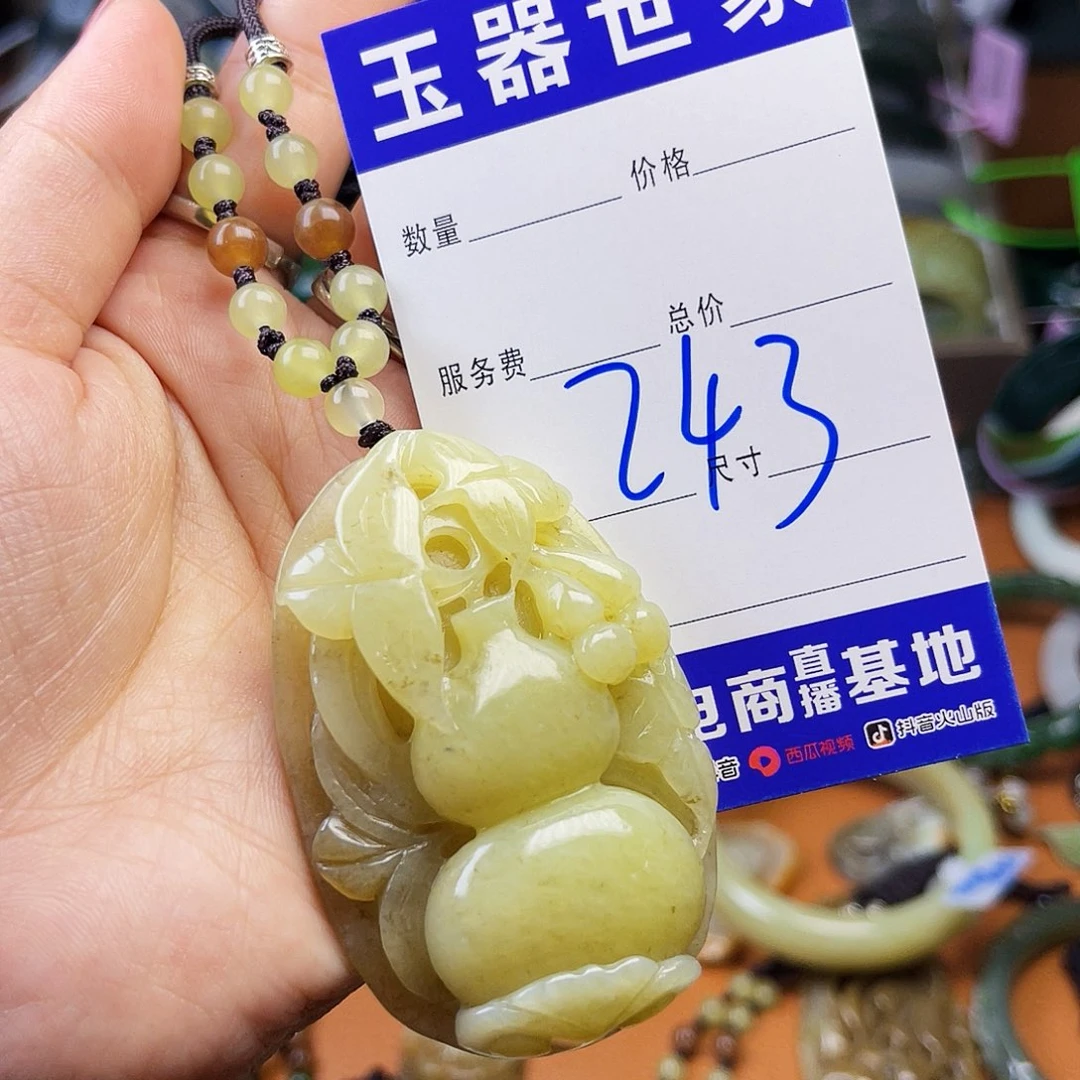 玉器世家
数量 价格
服务费 总价
243
尺寸
电商直播基地
音 西瓜视频 抖音火山版